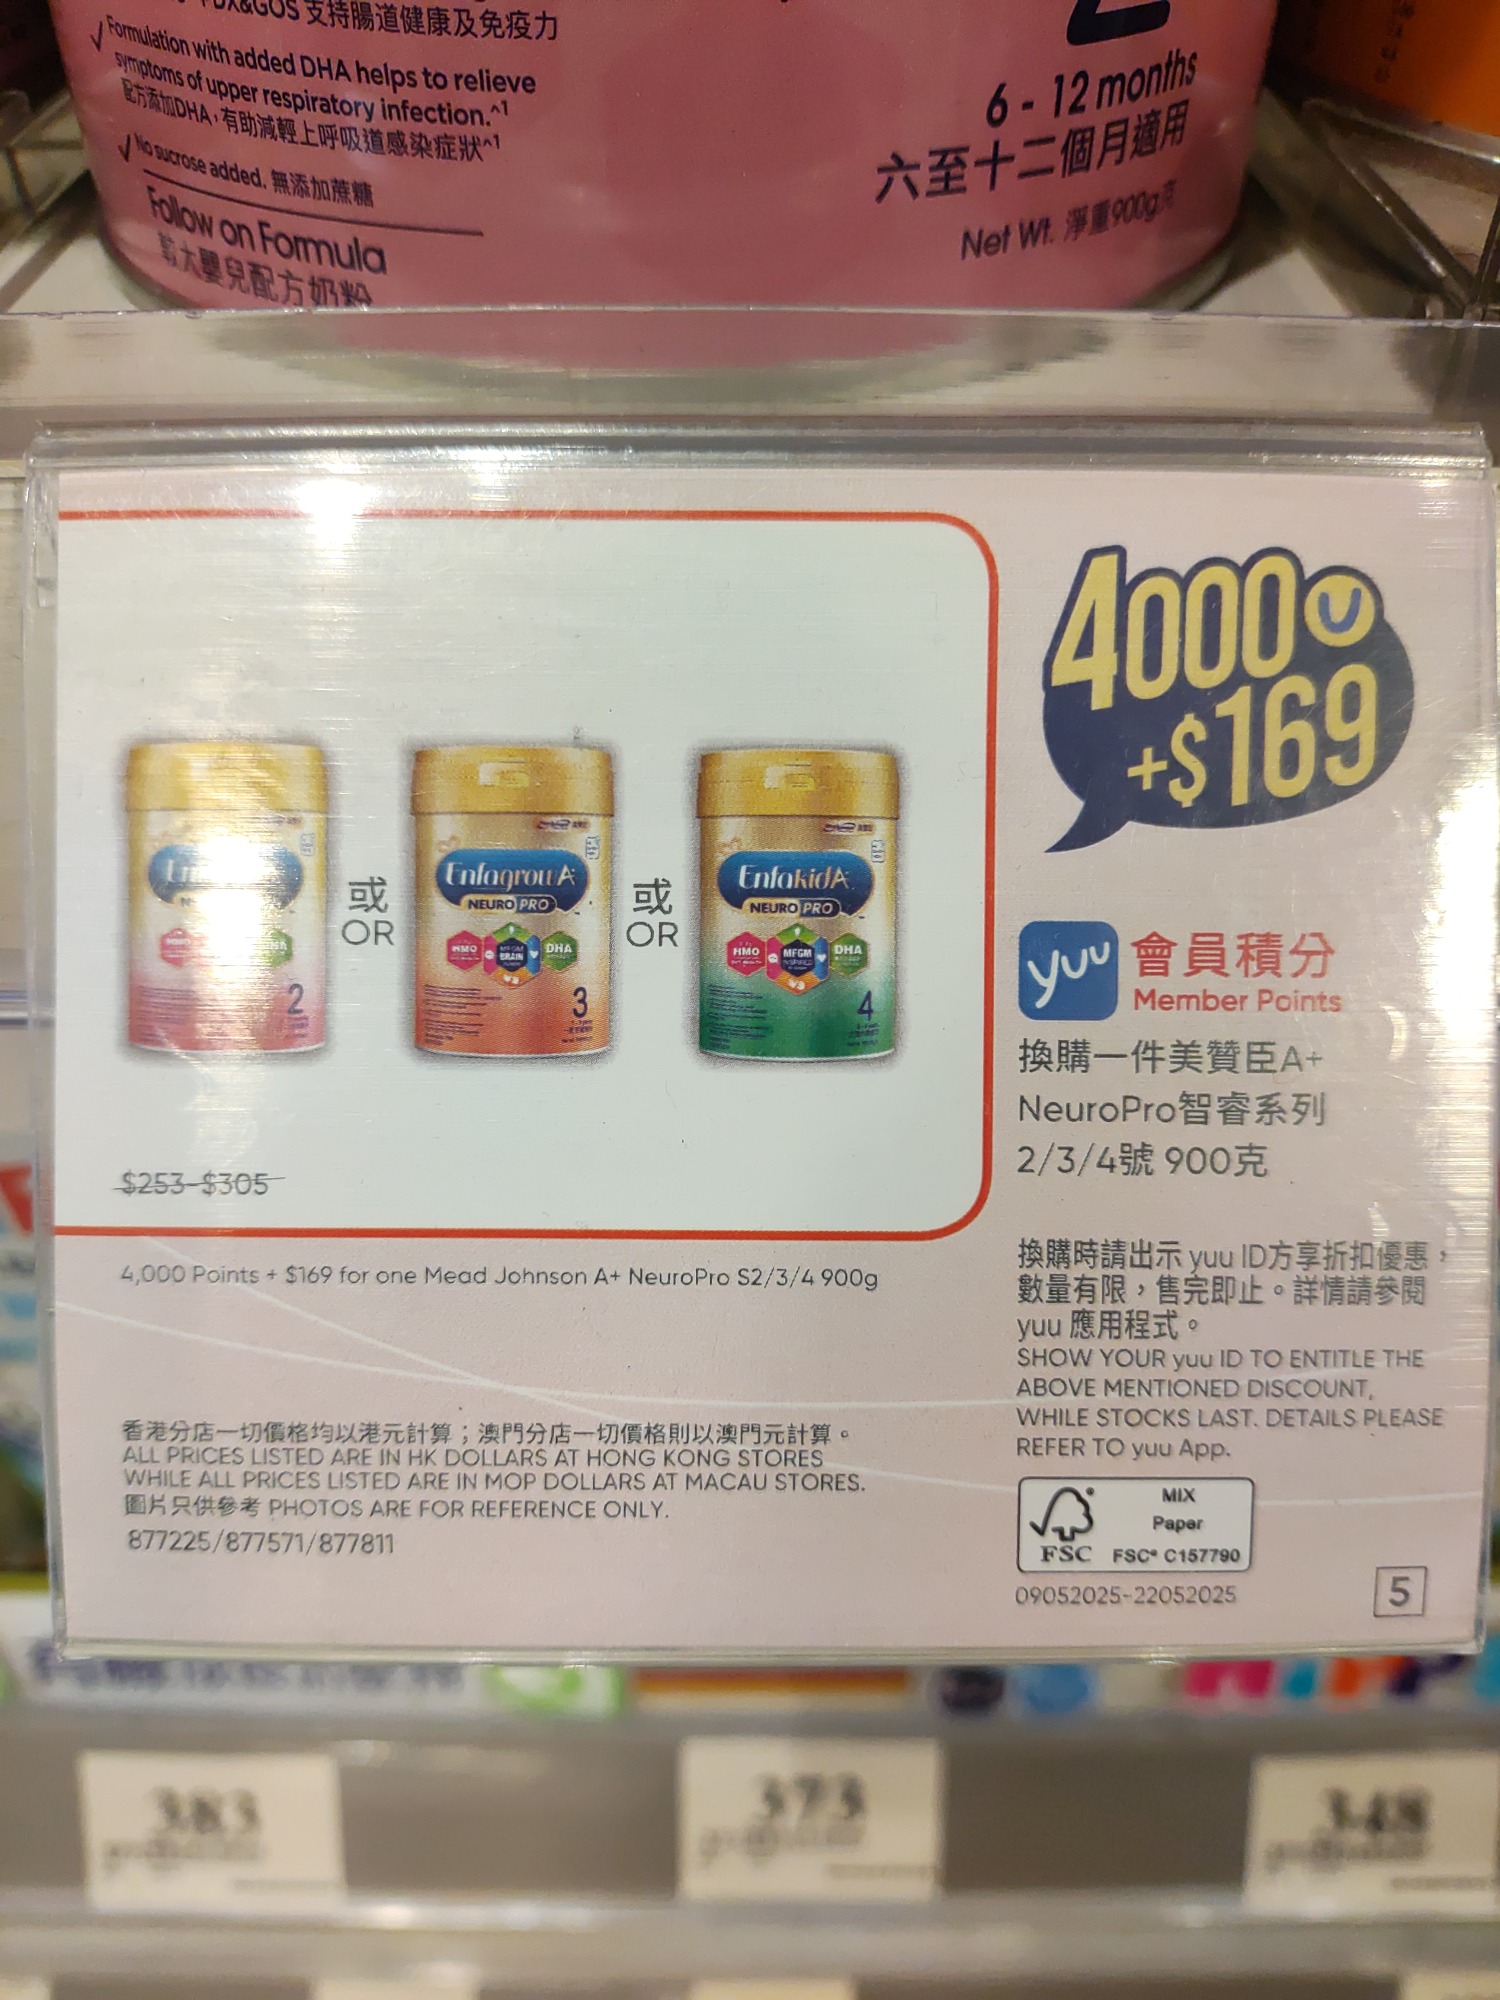 支持腸道健康及免疫力
Formulation with added DHA helps to relieve
symptoms of upper respiratory infection.^1
配方添加DHA，有助減輕上呼吸道感染症狀^1
No sucrose added. 無添加蔗糖
Follow on Formula
較大嬰兒配方奶粉
6 - 12 months
六至十二個月適用
Net Wt. 淨重900g克
4000
+$169
2
或
OR
EnfagrowA+
NEURO PRO
HMO
MFGM
BRAIN
DHA
3
或
OR
EnfakidA+
NEURO PRO
HMO
MFGM
DHA
4
$253-$305
4,000 Points + $169 for one Mead Johnson A+ NeuroPro S2/3/4 900g
yuu 會員積分
Member Points
換購一件美贊臣A+
NeuroPro智睿系列
2/3/4號 900克
換購時請出示 yuu ID方享折扣優惠，
數量有限，售完即止。詳情請參閱
yuu 應用程式。
SHOW YOUR yuu ID TO ENTITLE THE
ABOVE MENTIONED DISCOUNT,
WHILE STOCKS LAST. DETAILS PLEASE
REFER TO yuu App.
香港分店一切價格均以港元計算；澳門分店一切價格則以澳門元計算。
ALL PRICES LISTED ARE IN HK DOLLARS AT HONG KONG STORES
WHILE ALL PRICES LISTED ARE IN MOP DOLLARS AT MACAU STORES.
圖片只供參考 PHOTOS ARE FOR REFERENCE ONLY.
877225/877571/877811
MIX
Paper
FSC
FSC® C157790
09052025-22052025
5
383
373
348